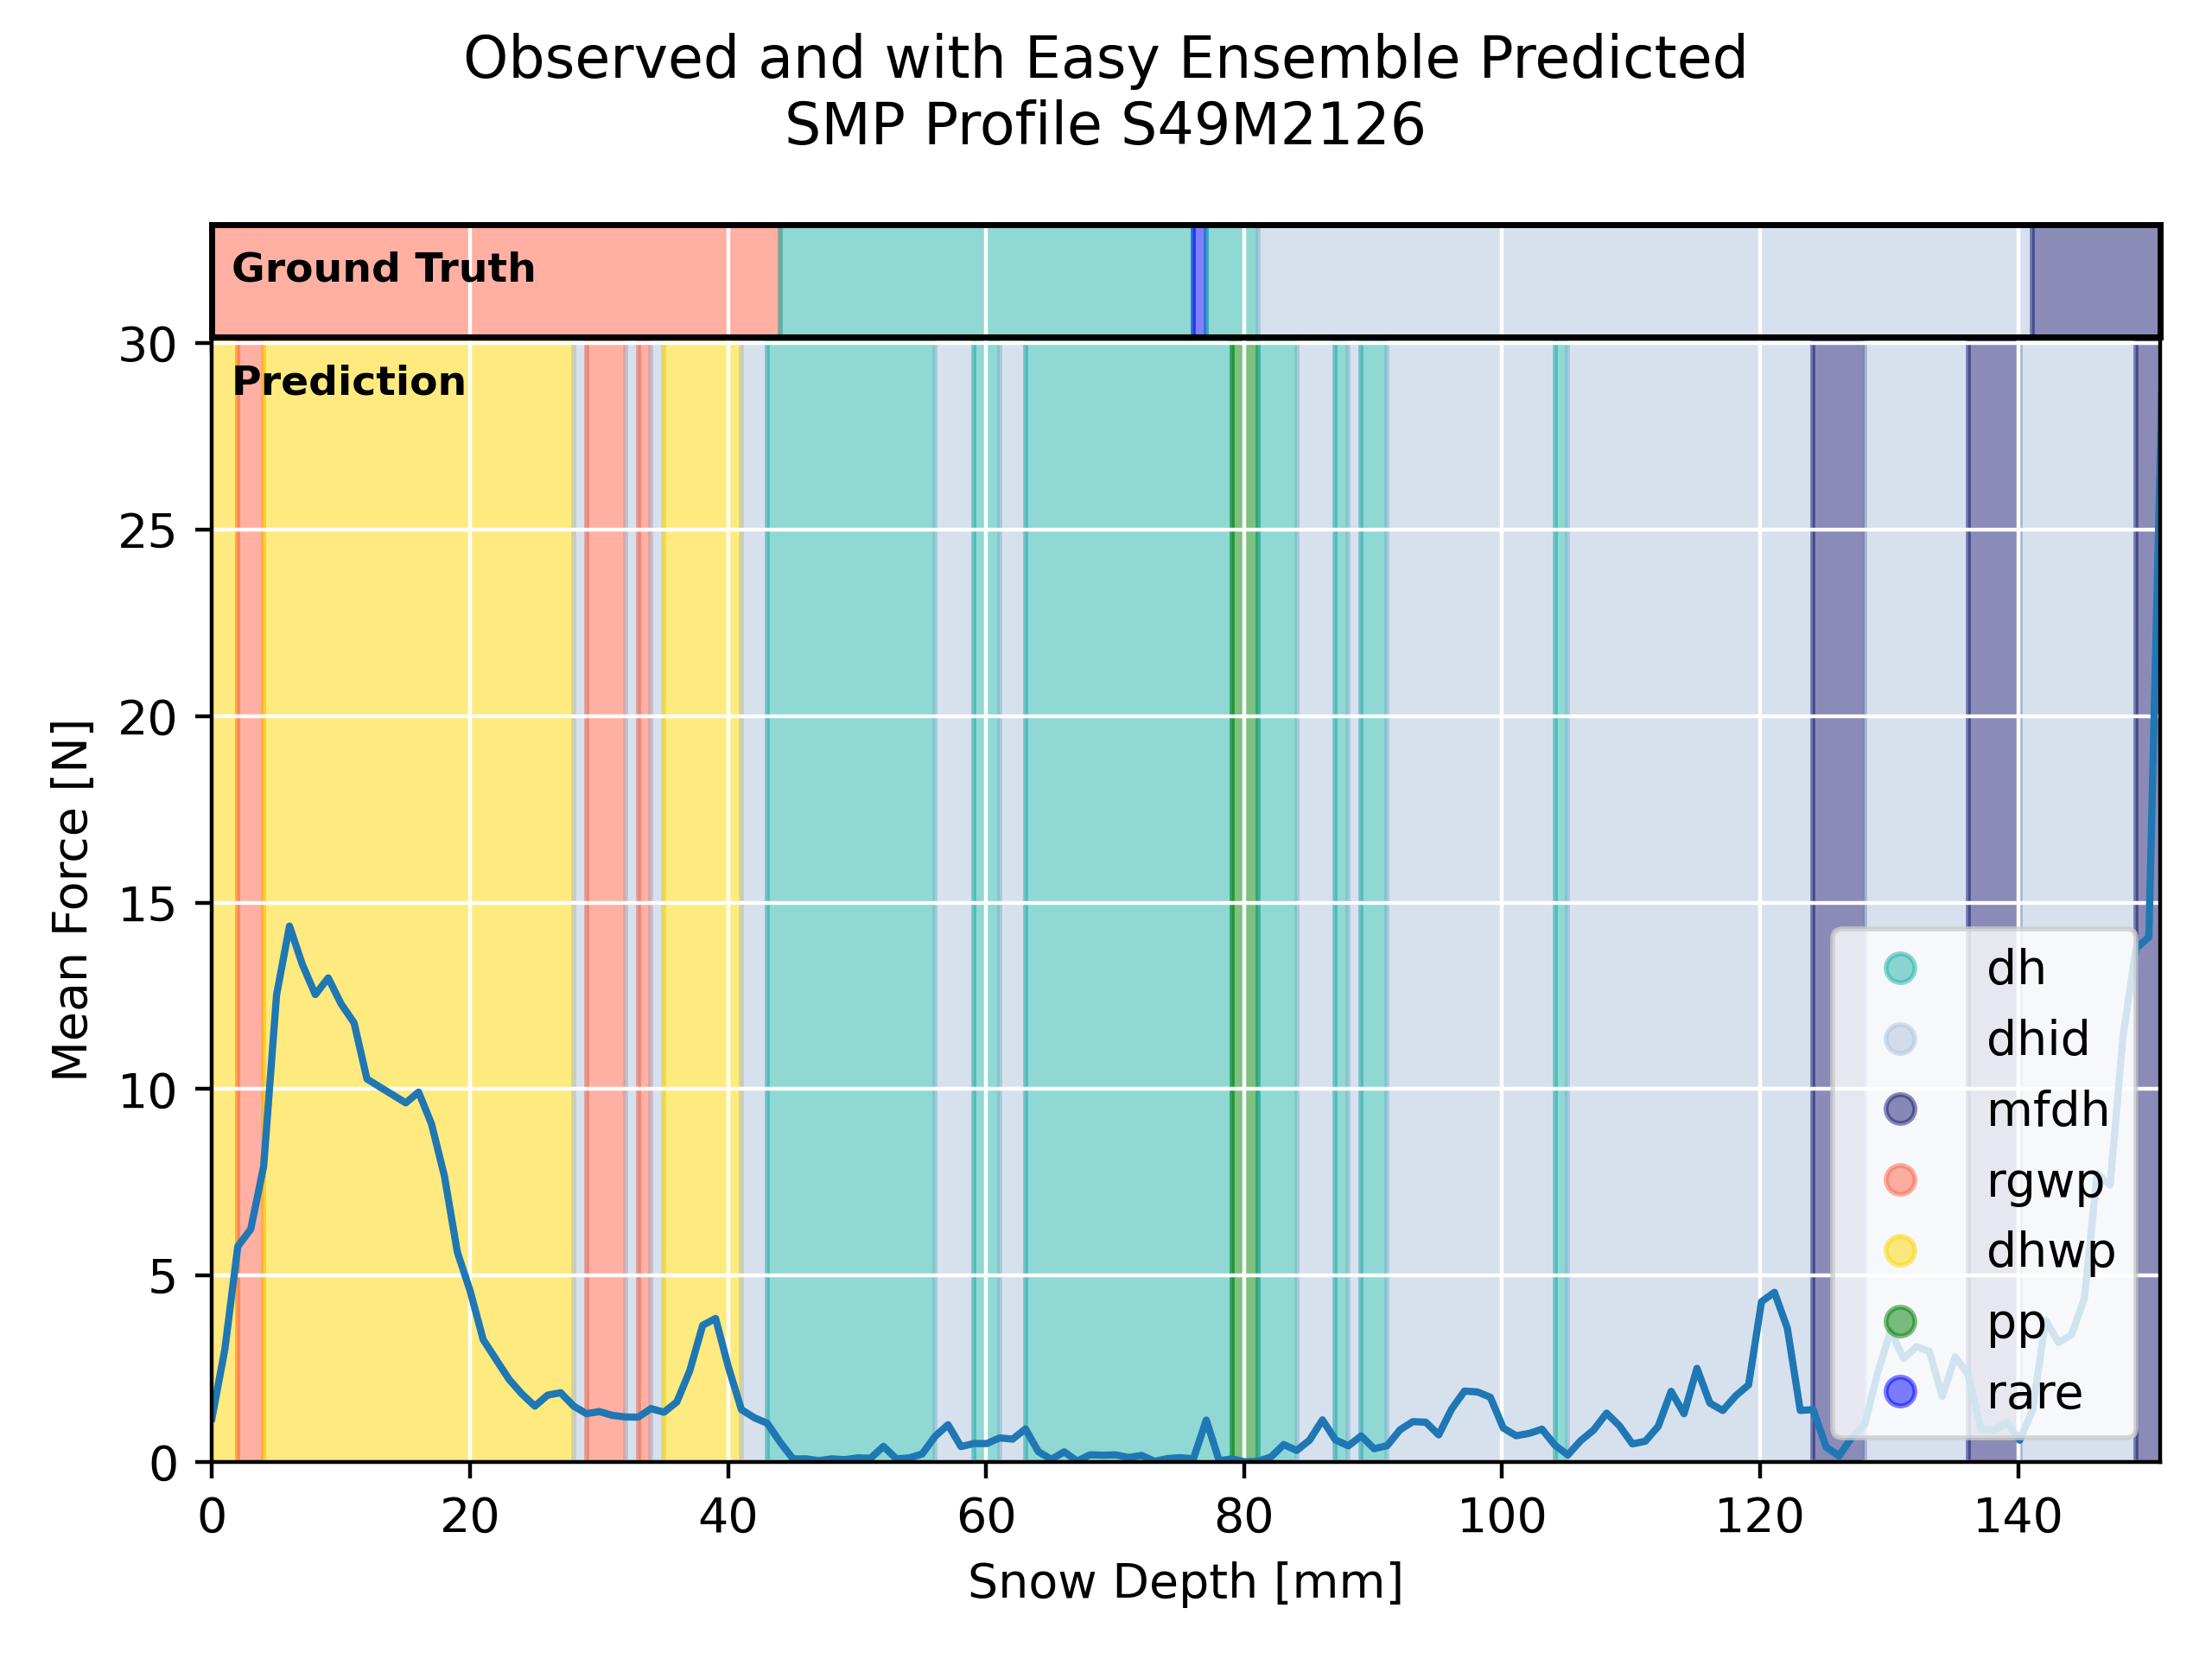 Observed and with Easy Ensemble Predicted
SMP Profile S49M2126
Ground Truth
Prediction
30
25
20
15
10
5
0
Mean Force [N]
dh
dhid
mfdh
rgwp
dhwp
pp
rare
0 20 40 60 80 100 120 140
Snow Depth [mm]